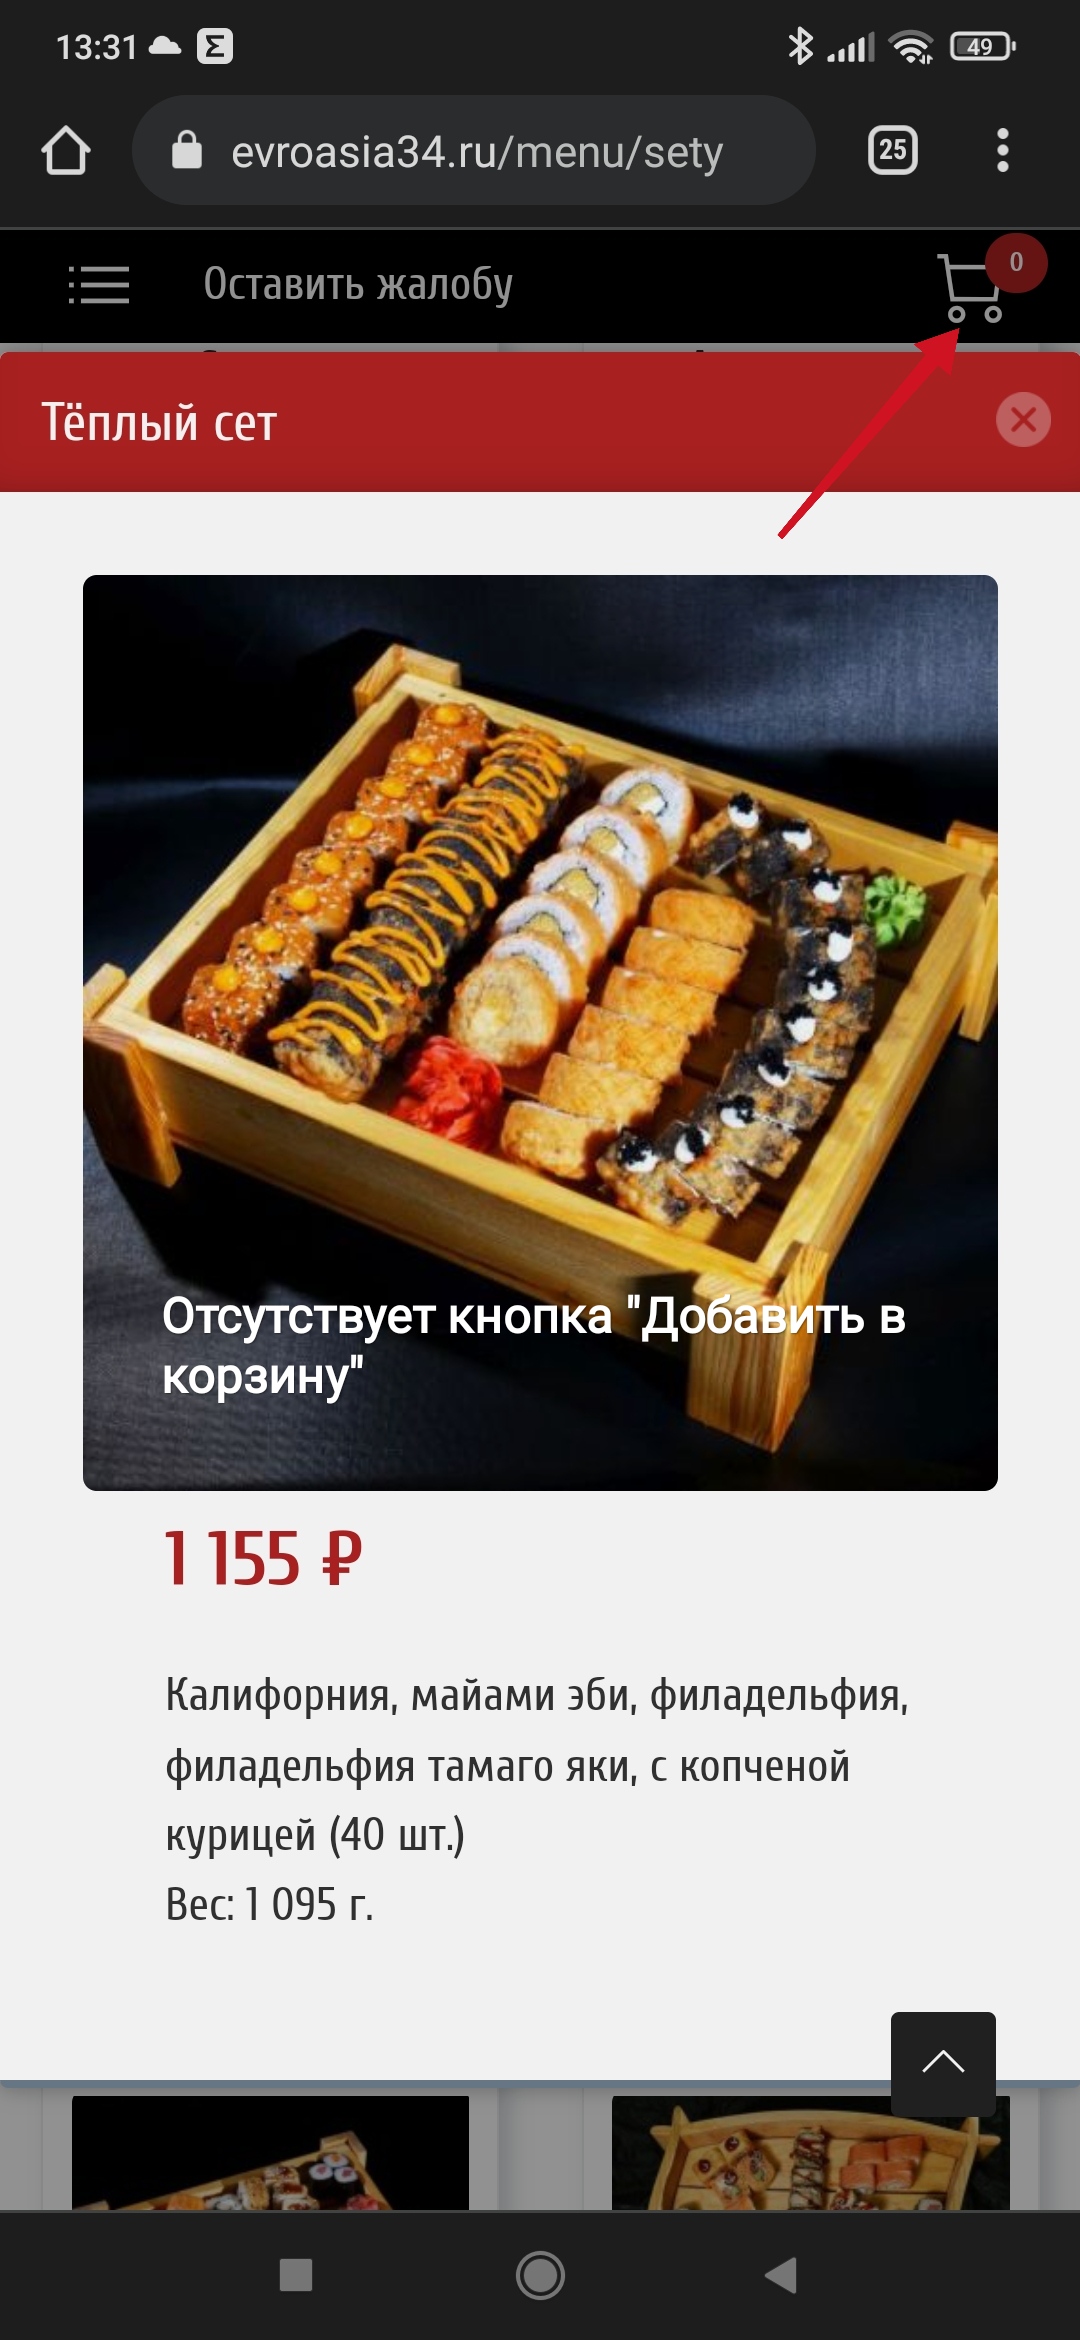 13:31
49
evroasia34.ru/menu/sety
25
Оставить жалобу
0
Тёплый сет
Отсутствует кнопка "Добавить в
корзину"
1 155 ₽
Калифорния, майами эби, филадельфия,
филадельфия тамаго яки, с копченой
курицей (40 шт.)
Вес: 1 095 г.